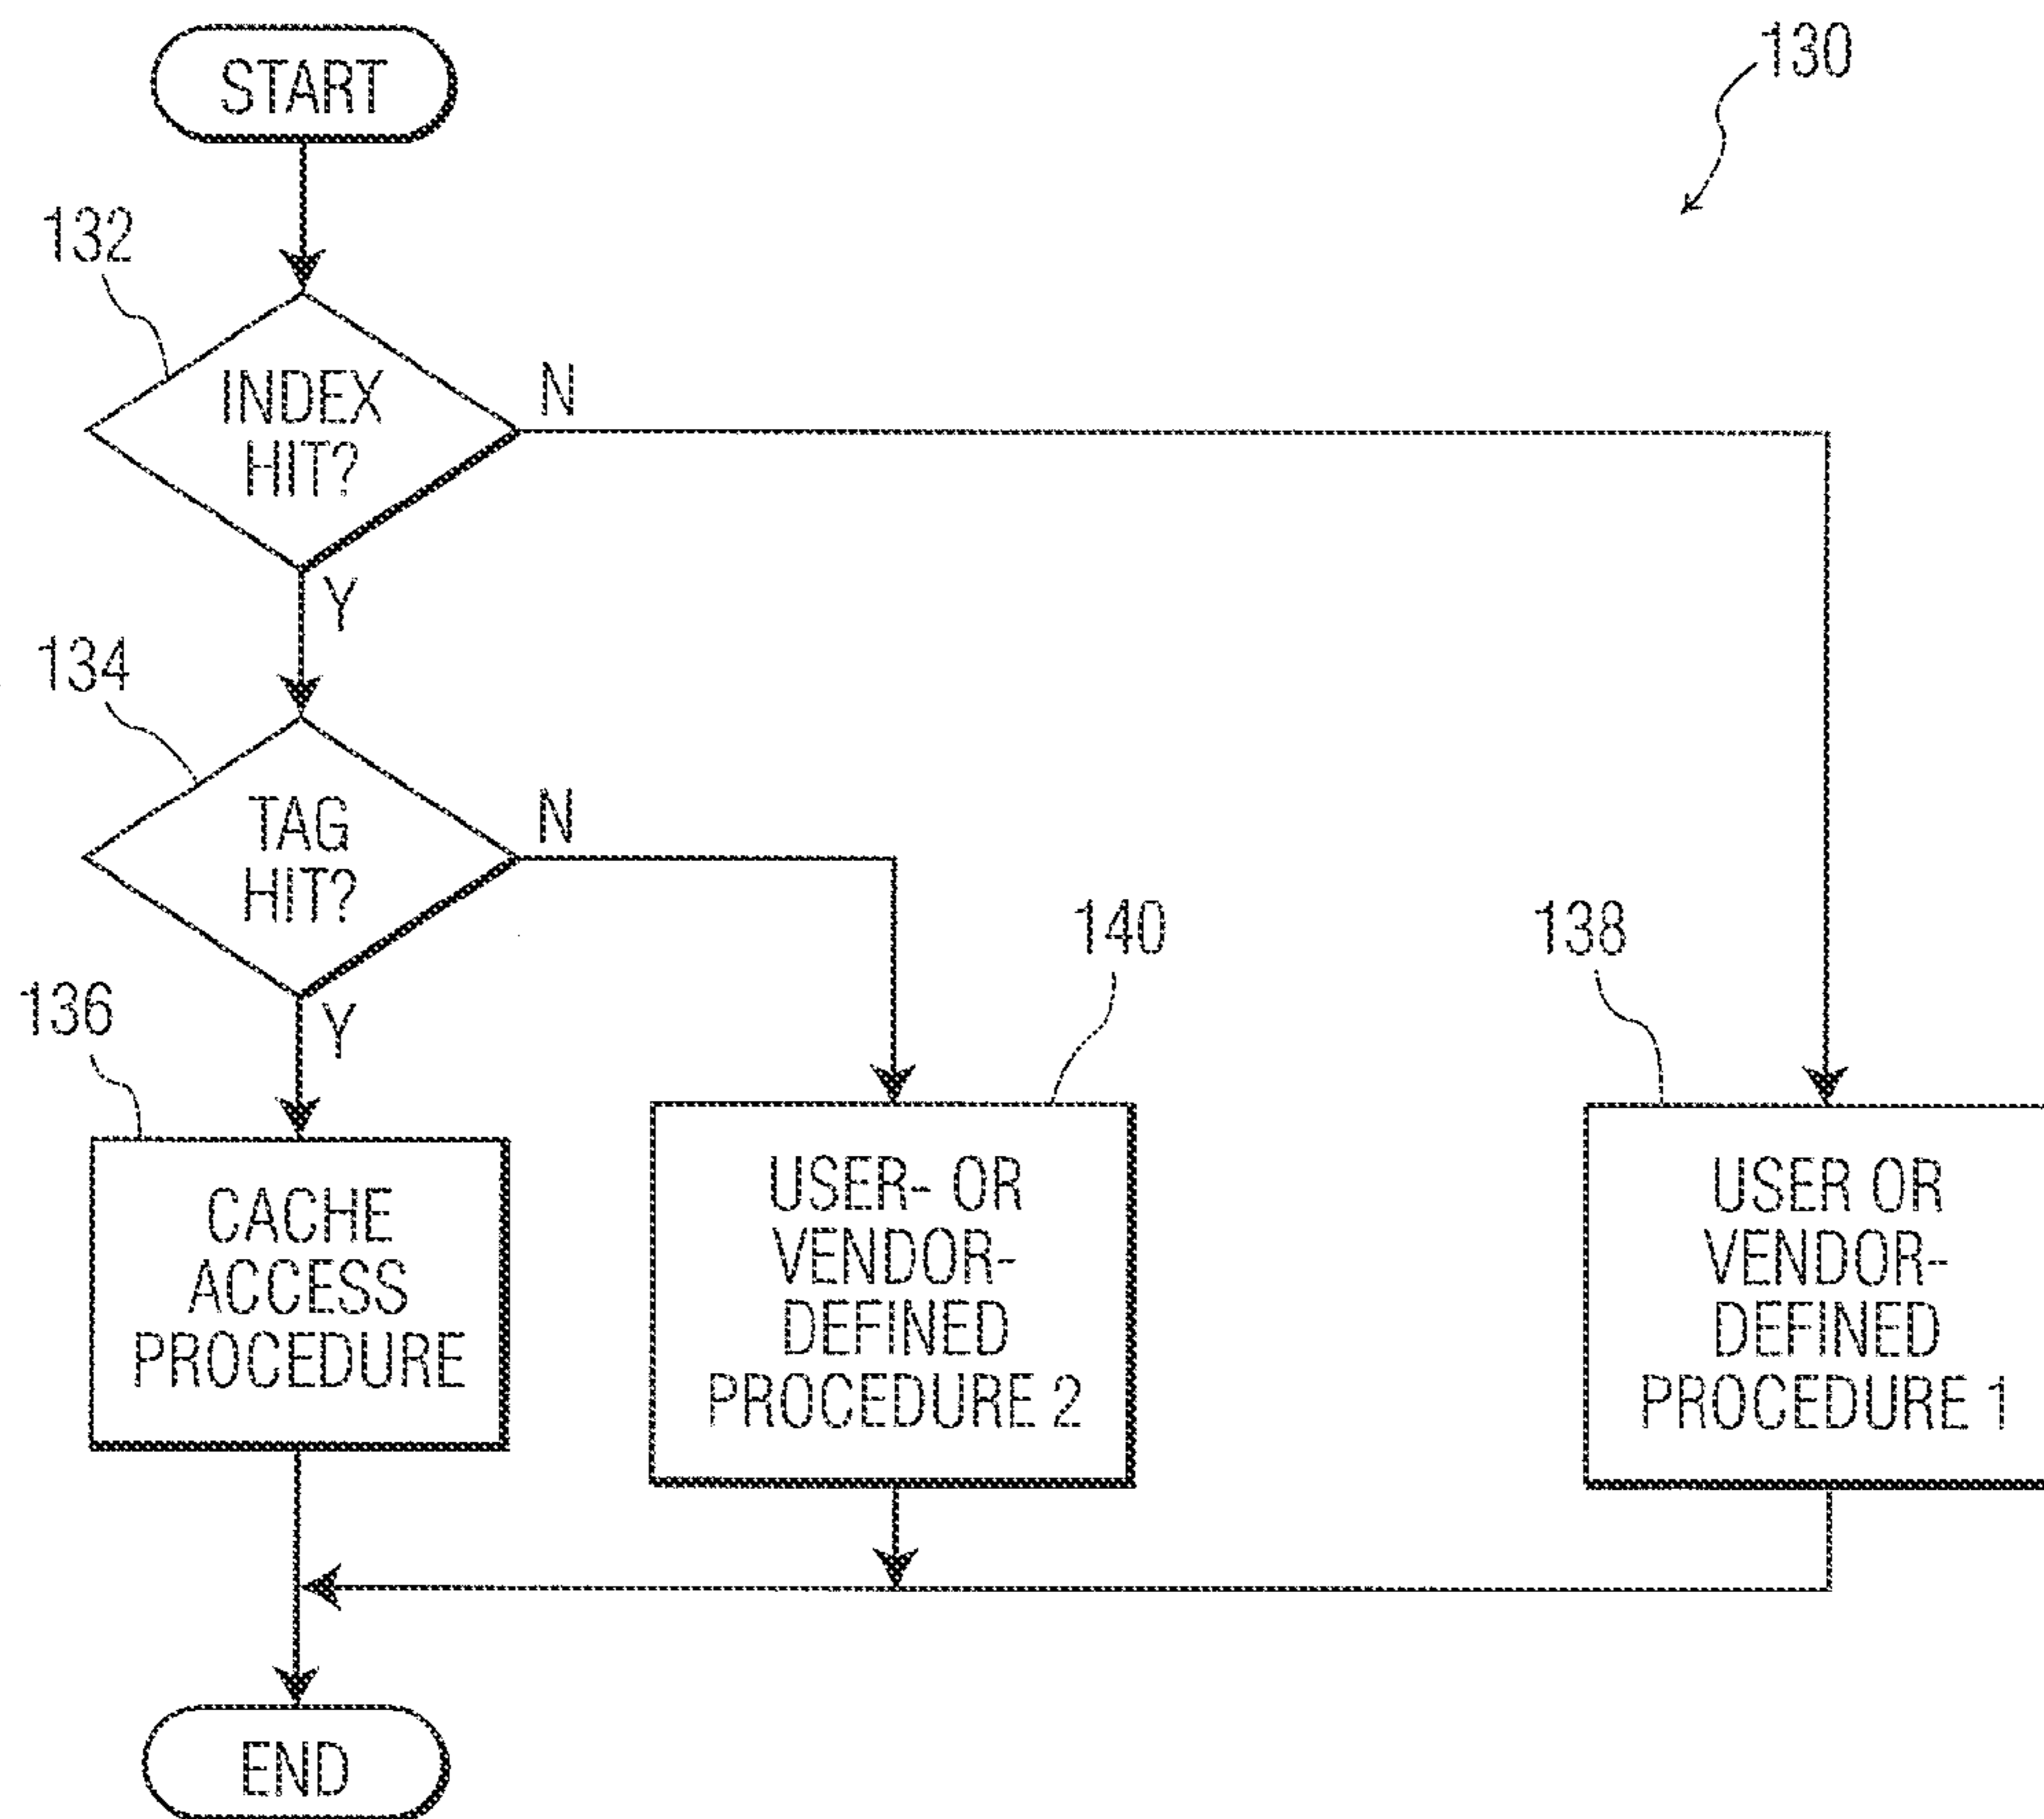 START
130
132
INDEX
HIT?
N
Y
134
TAG
HIT?
N
Y
140
138
136
CACHE
ACCESS
PROCEDURE
USER- OR
VENDOR-
DEFINED
PROCEDURE 2
USER OR
VENDOR-
DEFINED
PROCEDURE 1
END